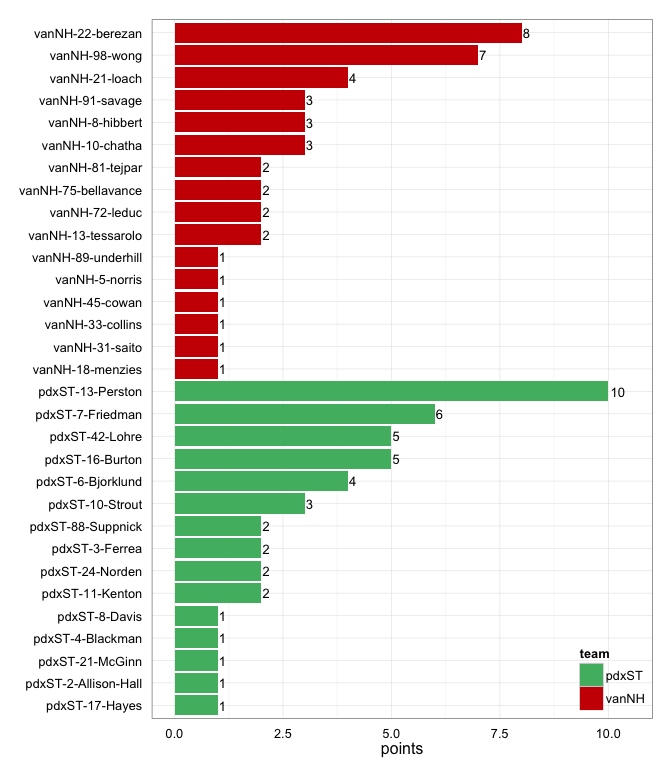 vanNH-22-berezan 8
vanNH-98-wong 7
vanNH-21-loach 4
vanNH-91-savage 3
vanNH-8-hibbert 3
vanNH-10-chatha 3
vanNH-81-tejpar 2
vanNH-75-bellavance 2
vanNH-72-leduc 2
vanNH-13-tessarolo 2
vanNH-89-underhill 1
vanNH-5-norris 1
vanNH-45-cowan 1
vanNH-33-collins 1
vanNH-31-saito 1
vanNH-18-menzies 1
pdxST-13-Perston 10
pdxST-7-Friedman 6
pdxST-42-Lohre 5
pdxST-16-Burton 5
pdxST-6-Bjorklund 4
pdxST-10-Strout 3
pdxST-88-Suppnick 2
pdxST-3-Ferrea 2
pdxST-24-Norden 2
pdxST-11-Kenton 2
pdxST-8-Davis 1
pdxST-4-Blackman 1
pdxST-21-McGinn 1
pdxST-2-Allison-Hall 1
pdxST-17-Hayes 1
team
pdxST
vanNH
0.0 2.5 5.0 7.5 10.0
points